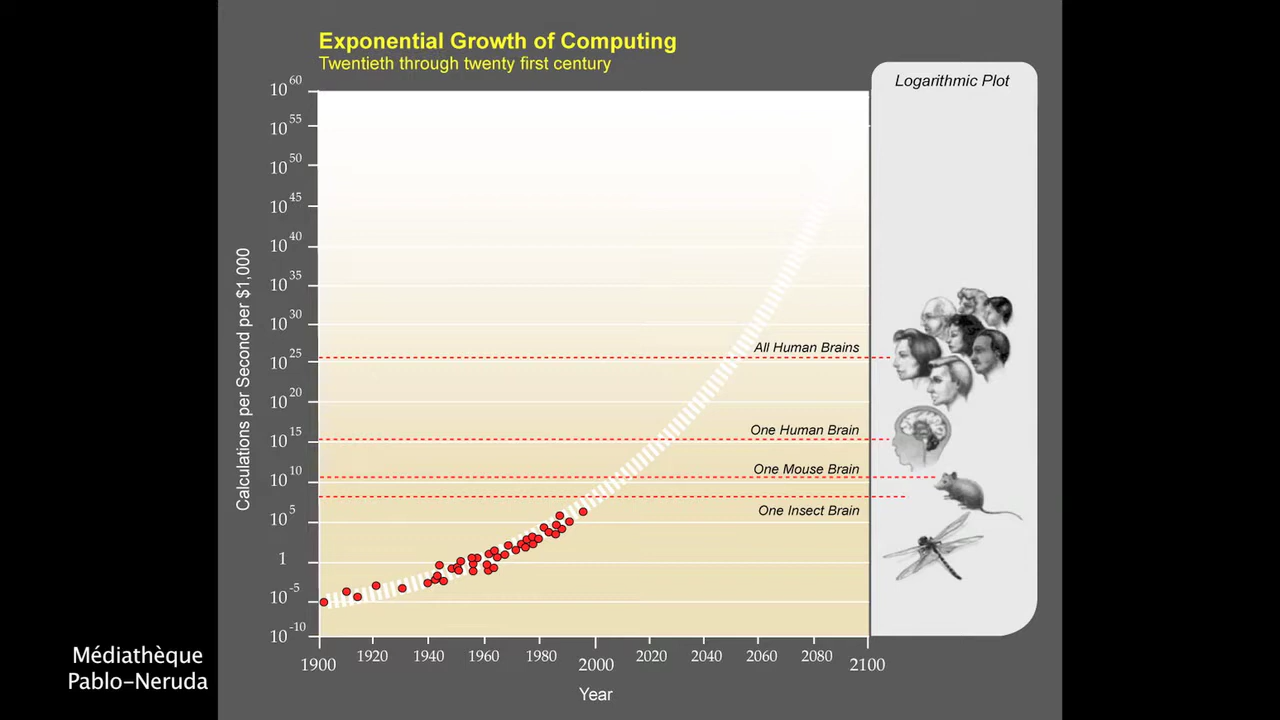 Exponential Growth of Computing
Twentieth through twenty first century
Logarithmic Plot
10^60
10^55
10^50
10^45
10^40
10^35
10^30
10^25
10^20
10^15
10^10
10^5
1
10^-5
10^-10
Calculations per Second per $1,000
All Human Brains
One Human Brain
One Mouse Brain
One Insect Brain
1900 1920 1940 1960 1980 2000 2020 2040 2060 2080 2100
Year
Médiathèque
Pablo-Neruda